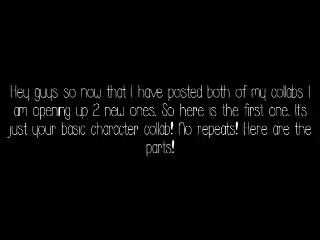 Hey guys so now that I have posted both of my collabs I
am opening up 2 new ones. So here is the first one. It's
just your basic character collab! No repeats! Here are the
parts!